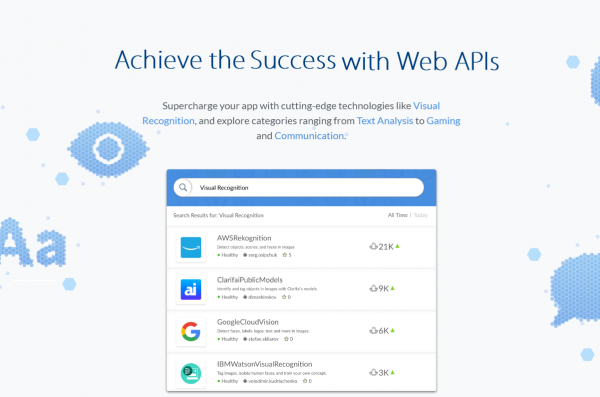 Achieve the Success with Web APIs
Supercharge your app with cutting-edge technologies like Visual
Recognition, and explore categories ranging from Text Analysis to Gaming
and Communication.
Visual Recognition
Search Results for: Visual Recognition All Time | Today
AWSRekognition
Detect objects, scenes, and faces in images
Healthy serg.osipchuk 5
21K
ClarifaiPublicModels
Identify and tag objects in images with Clarifai's models.
Healthy dimashirokov 0
9K
GoogleCloudVision
Detect faces, labels, logos, text and more in images.
Healthy stefan.skliarov 0
6K
IBMWatsonVisualRecognition
Tag images, isolate human faces, and train your own concept.
Healthy volodimir.kudriachenko 0
3K
Aa
ai
G